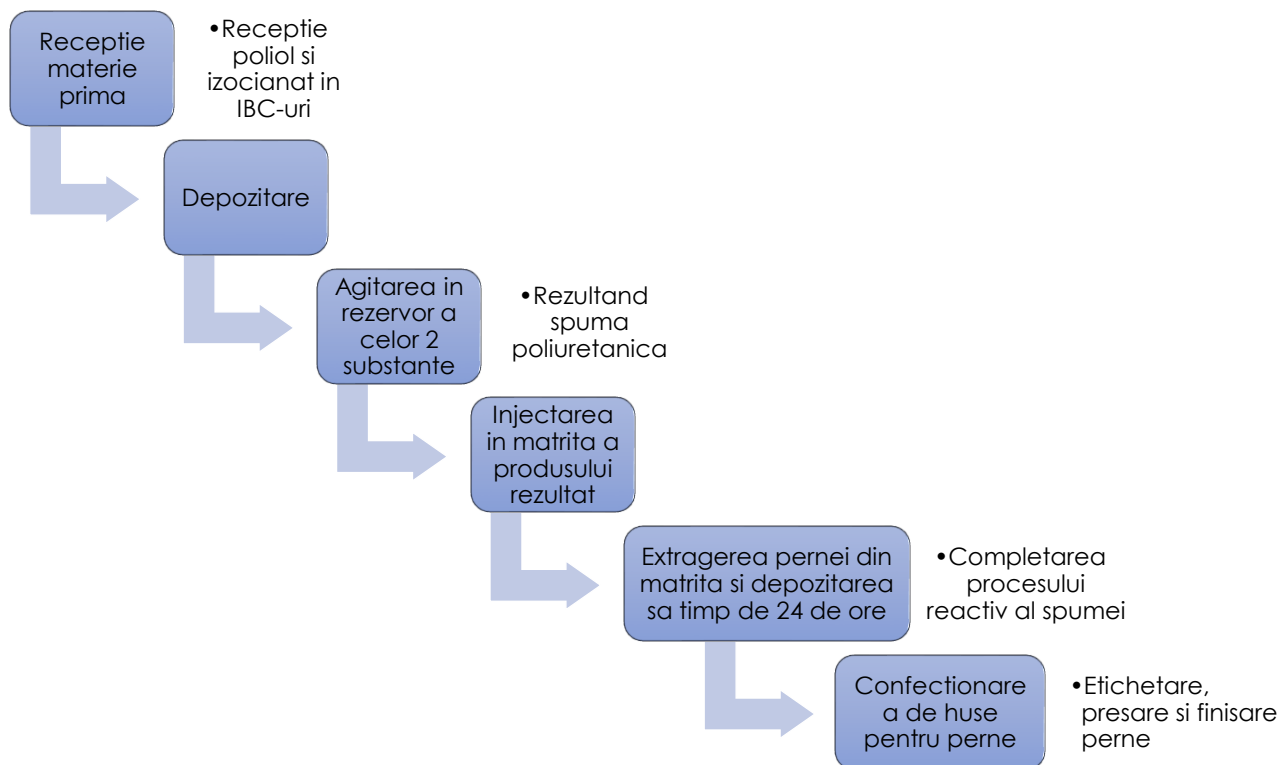 Receptie
materie
prima
•Receptie
poliol si
izocianat in
IBC-uri
Depozitare
Agitarea in
rezervor a
celor 2
substante
•Rezultand
spuma
poliuretanica
Injectarea
in matrita a
produsului
rezultat
Extragerea pernei din
matrita si depozitarea
sa timp de 24 de ore
•Completarea
procesului
reactiv al spumei
Confectionare
a de huse
pentru perne
•Etichetare,
presare si finisare
perne